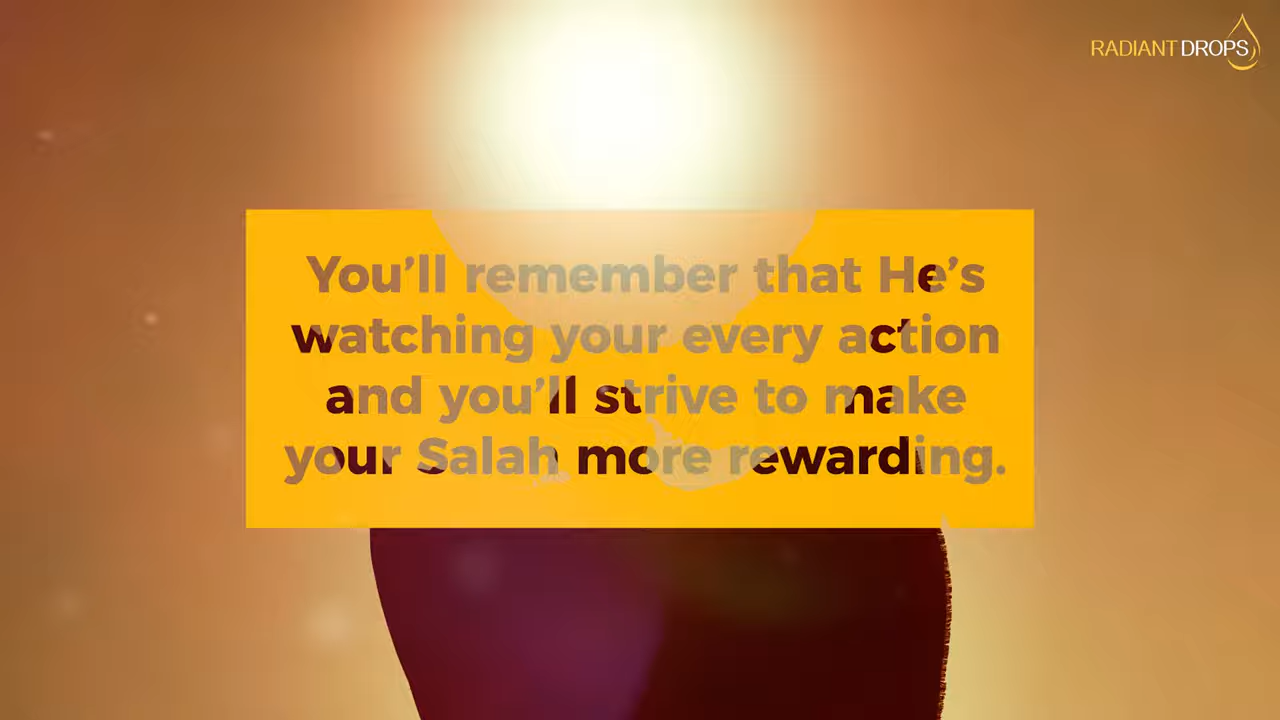 RADIANT DROPS
You'll remember that He's
watching your every action
and you'll strive to make
your Salah more rewarding.